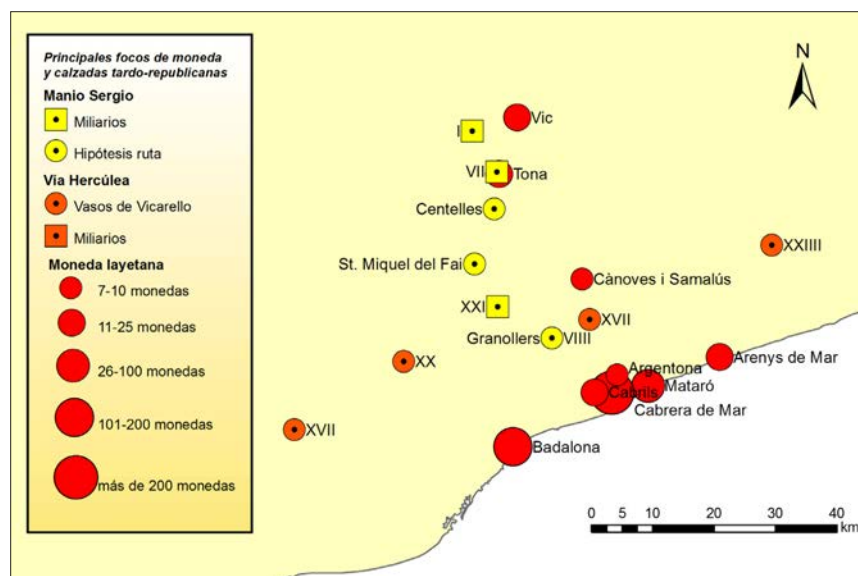 Principales focos de moneda
y calzadas tardo-republicanas
Manio Sergio
Miliarios
Hipótesis ruta
Vía Hercúlea
Vasos de Vicarello
Miliarios
Moneda layetana
7-10 monedas
11-25 monedas
26-100 monedas
101-200 monedas
más de 200 monedas
N
Vic
I
VII
Tona
Centelles
XXIIII
St. Miquel del Fai
Cànoves i Samalús
XXI
XVII
Granollers
VIIII
Arenys de Mar
XX
Argentona
Mataró
Cabrils
Cabrera de Mar
XVII
Badalona
0 5 10 20 30 40
km